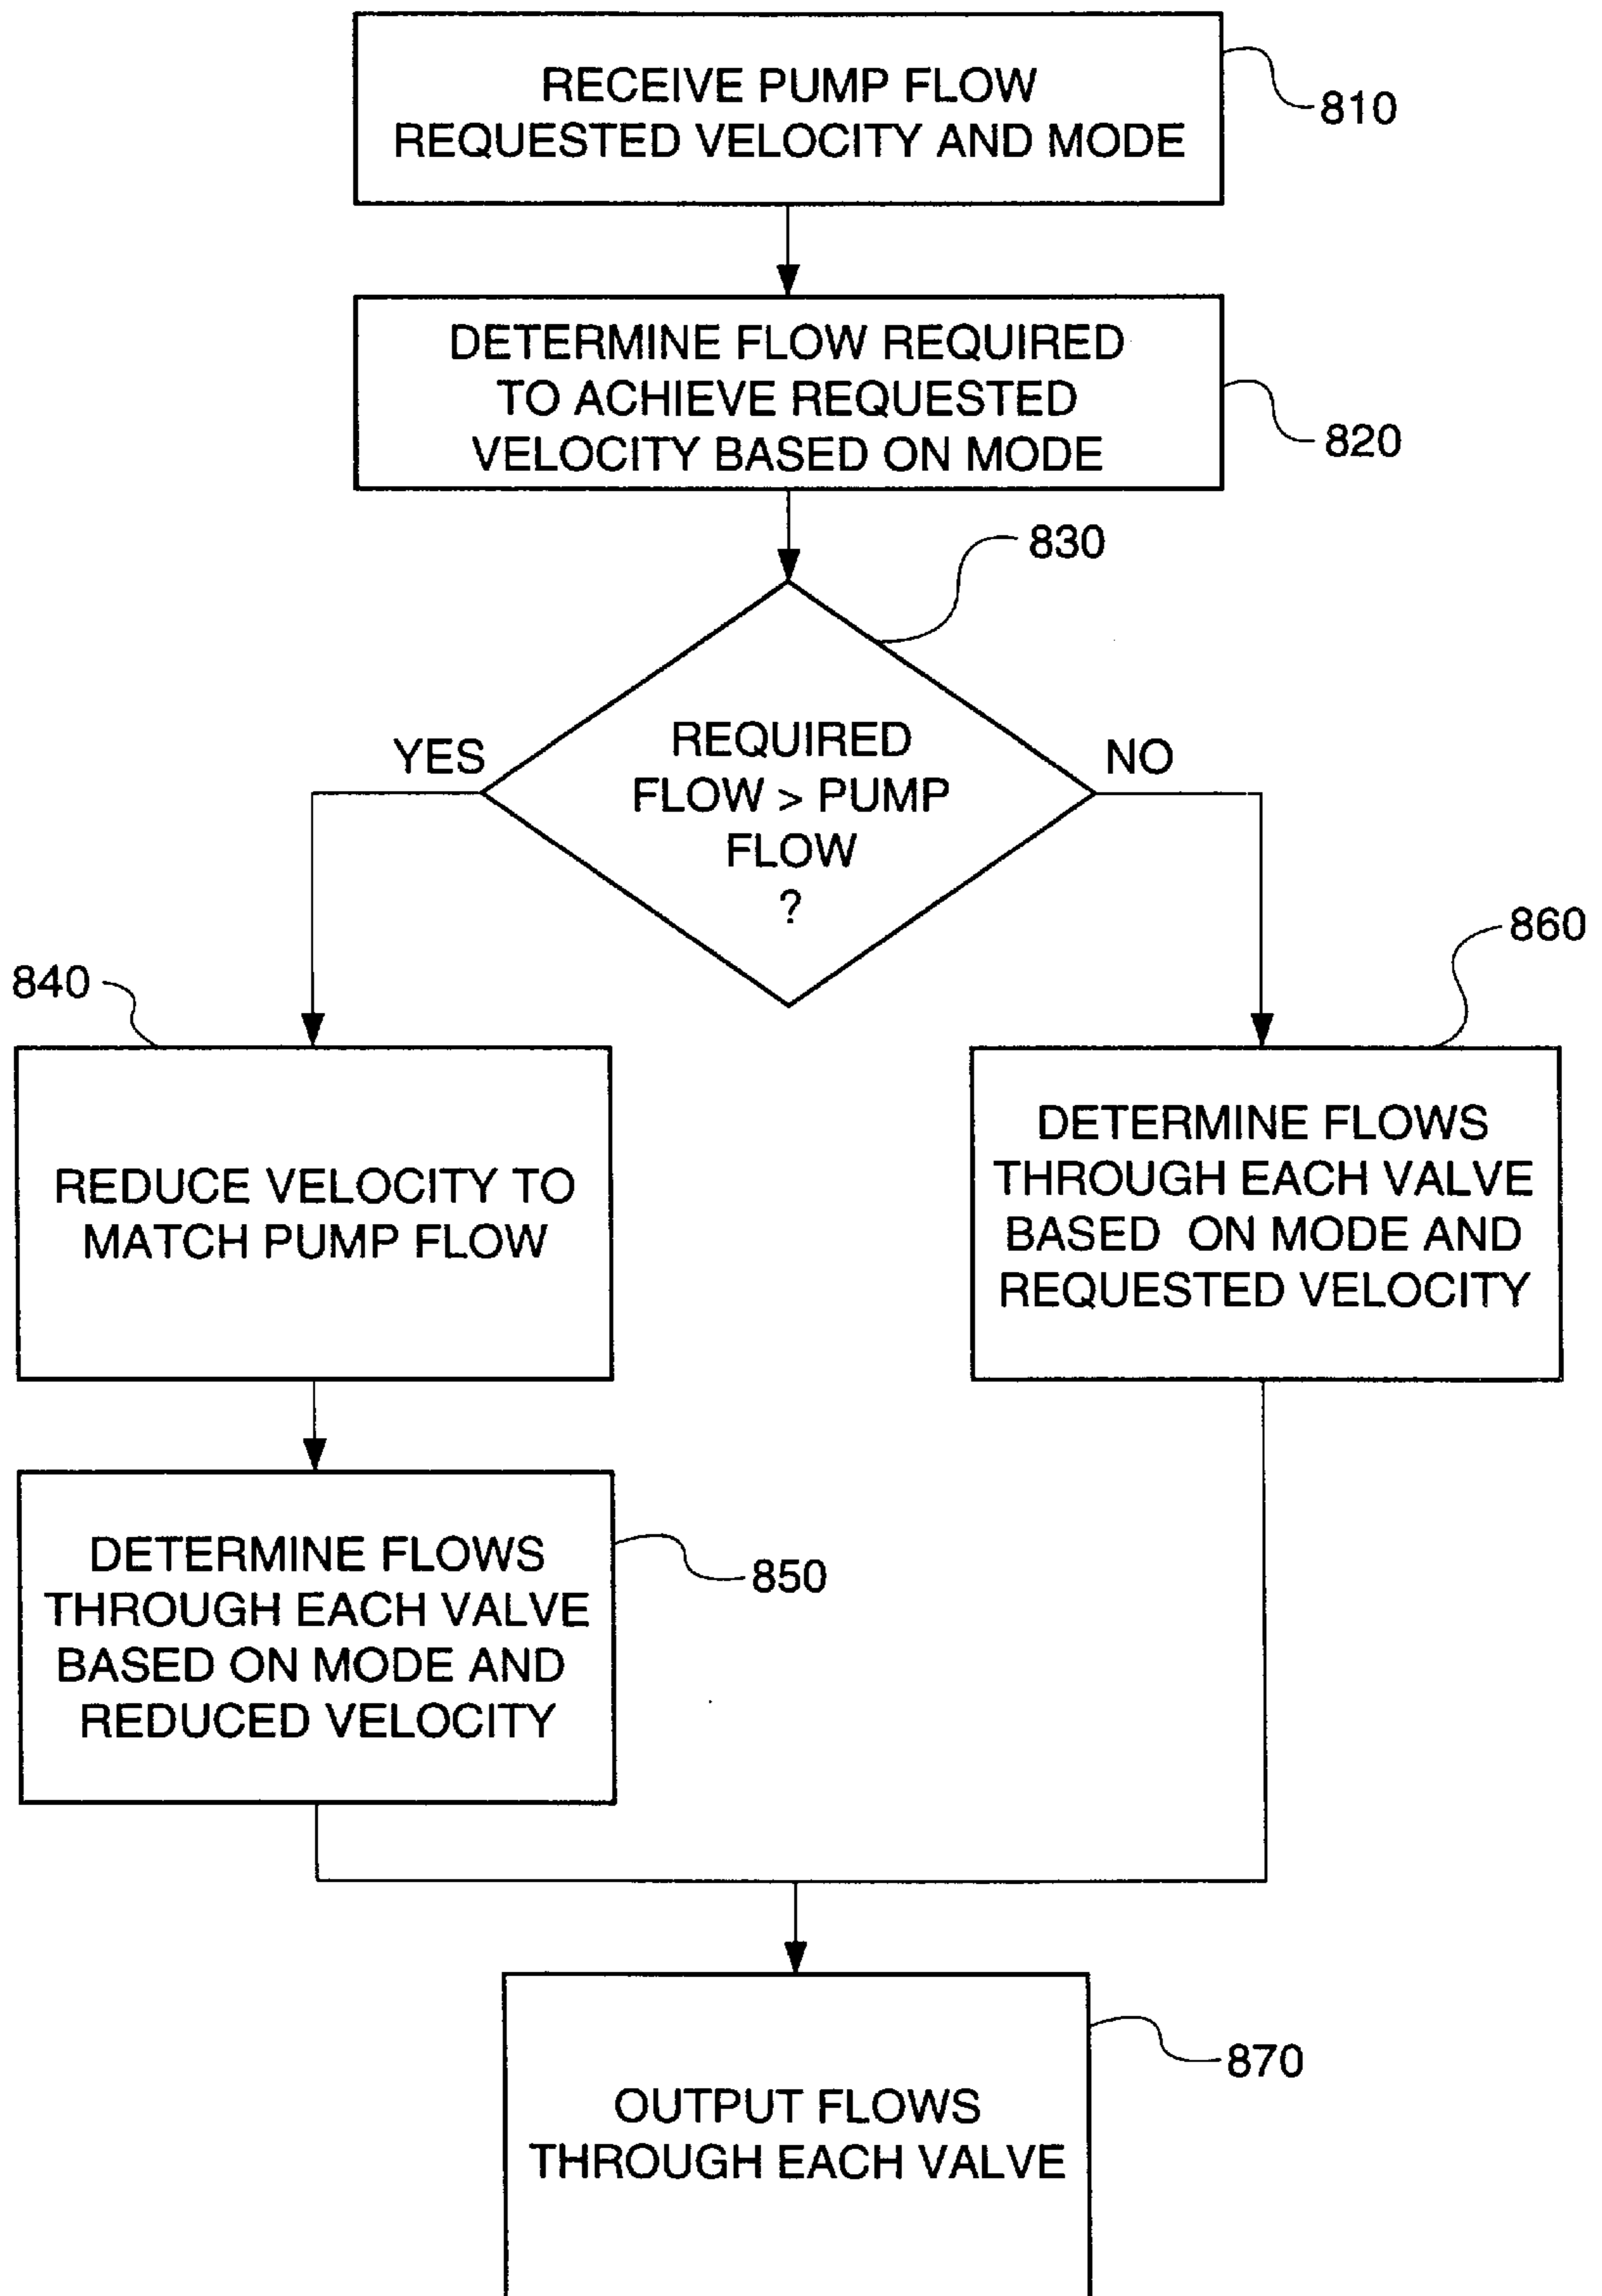 RECEIVE PUMP FLOW
REQUESTED VELOCITY AND MODE
810
DETERMINE FLOW REQUIRED
TO ACHIEVE REQUESTED
VELOCITY BASED ON MODE
820
830
REQUIRED
FLOW > PUMP
FLOW
?
YES
NO
840
REDUCE VELOCITY TO
MATCH PUMP FLOW
860
DETERMINE FLOWS
THROUGH EACH VALVE
BASED ON MODE AND
REQUESTED VELOCITY
DETERMINE FLOWS
THROUGH EACH VALVE
BASED ON MODE AND
REDUCED VELOCITY
850
OUTPUT FLOWS
THROUGH EACH VALVE
870